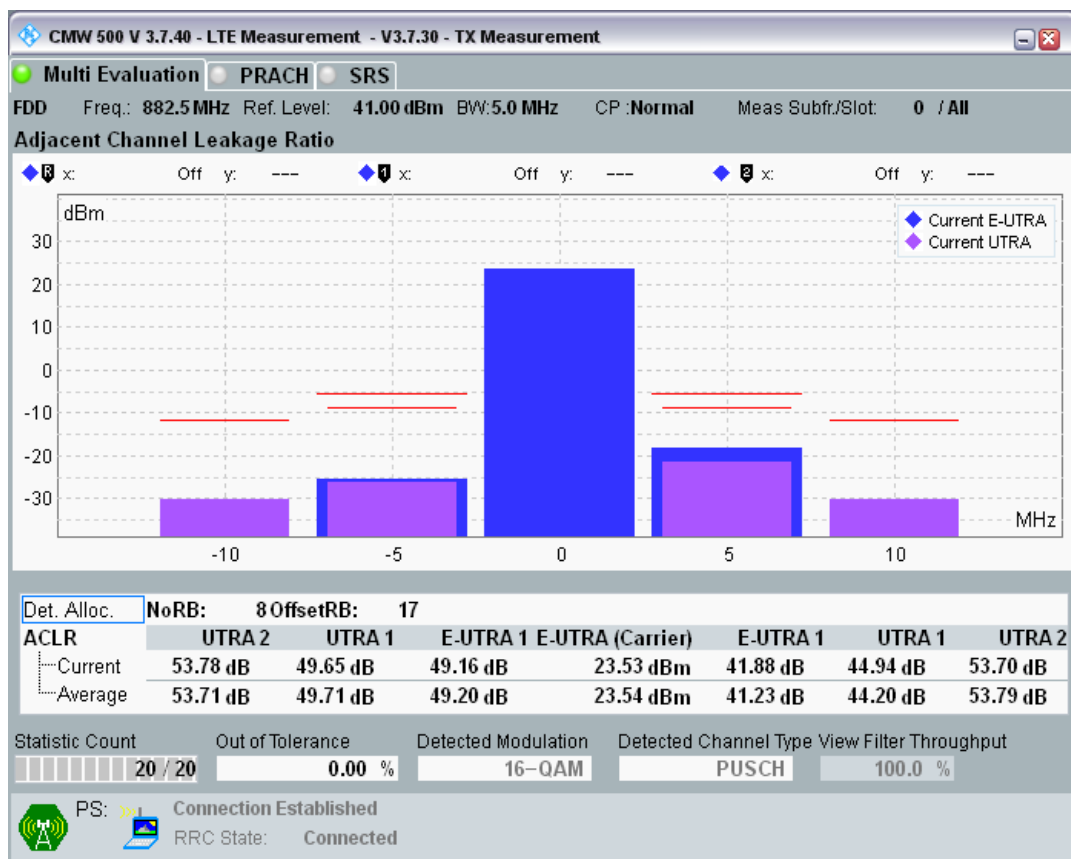 CMW 500 V 3.7.40 - LTE Measurement - V3.7.30 - TX Measurement
Multi Evaluation PRACH SRS
FDD Freq.: 882.5 MHz Ref. Level: 41.00 dBm BW:5.0 MHz CP :Normal Meas Subfr./Slot: 0 / All
Adjacent Channel Leakage Ratio
R x: Off y: --- 1 x: Off y: --- 2 x: Off y: ---
dBm
Current E-UTRA
Current UTRA
30
20
10
0
-10
-20
-30
MHz
-10 -5 0 5 10
Det. Alloc. NoRB: 8 OffsetRB: 17
ACLR UTRA 2 UTRA 1 E-UTRA 1 E-UTRA (Carrier) E-UTRA 1 UTRA 1 UTRA 2
Current 53.78 dB 49.65 dB 49.16 dB 23.53 dBm 41.88 dB 44.94 dB 53.70 dB
Average 53.71 dB 49.71 dB 49.20 dB 23.54 dBm 41.23 dB 44.20 dB 53.79 dB
Statistic Count Out of Tolerance Detected Modulation Detected Channel Type View Filter Throughput
20 / 20 0.00 % 16-QAM PUSCH 100.0 %
PS: Connection Established
RRC State: Connected